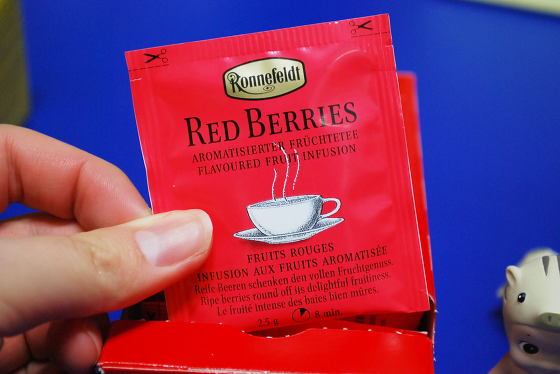 Ronnefeldt
RED BERRIES
AROMATISIERTER FRÜCHTETEE
FLAVOURED FRUIT INFUSION
FRUITS ROUGES
INFUSION AUX FRUITS AROMATISÉE
Reife Beeren schenken den vollen Fruchtgenuss.
Ripe berries round off its delightful fruitiness.
Le fruité intense des baies bien mûres.
2,5 g 8 min.